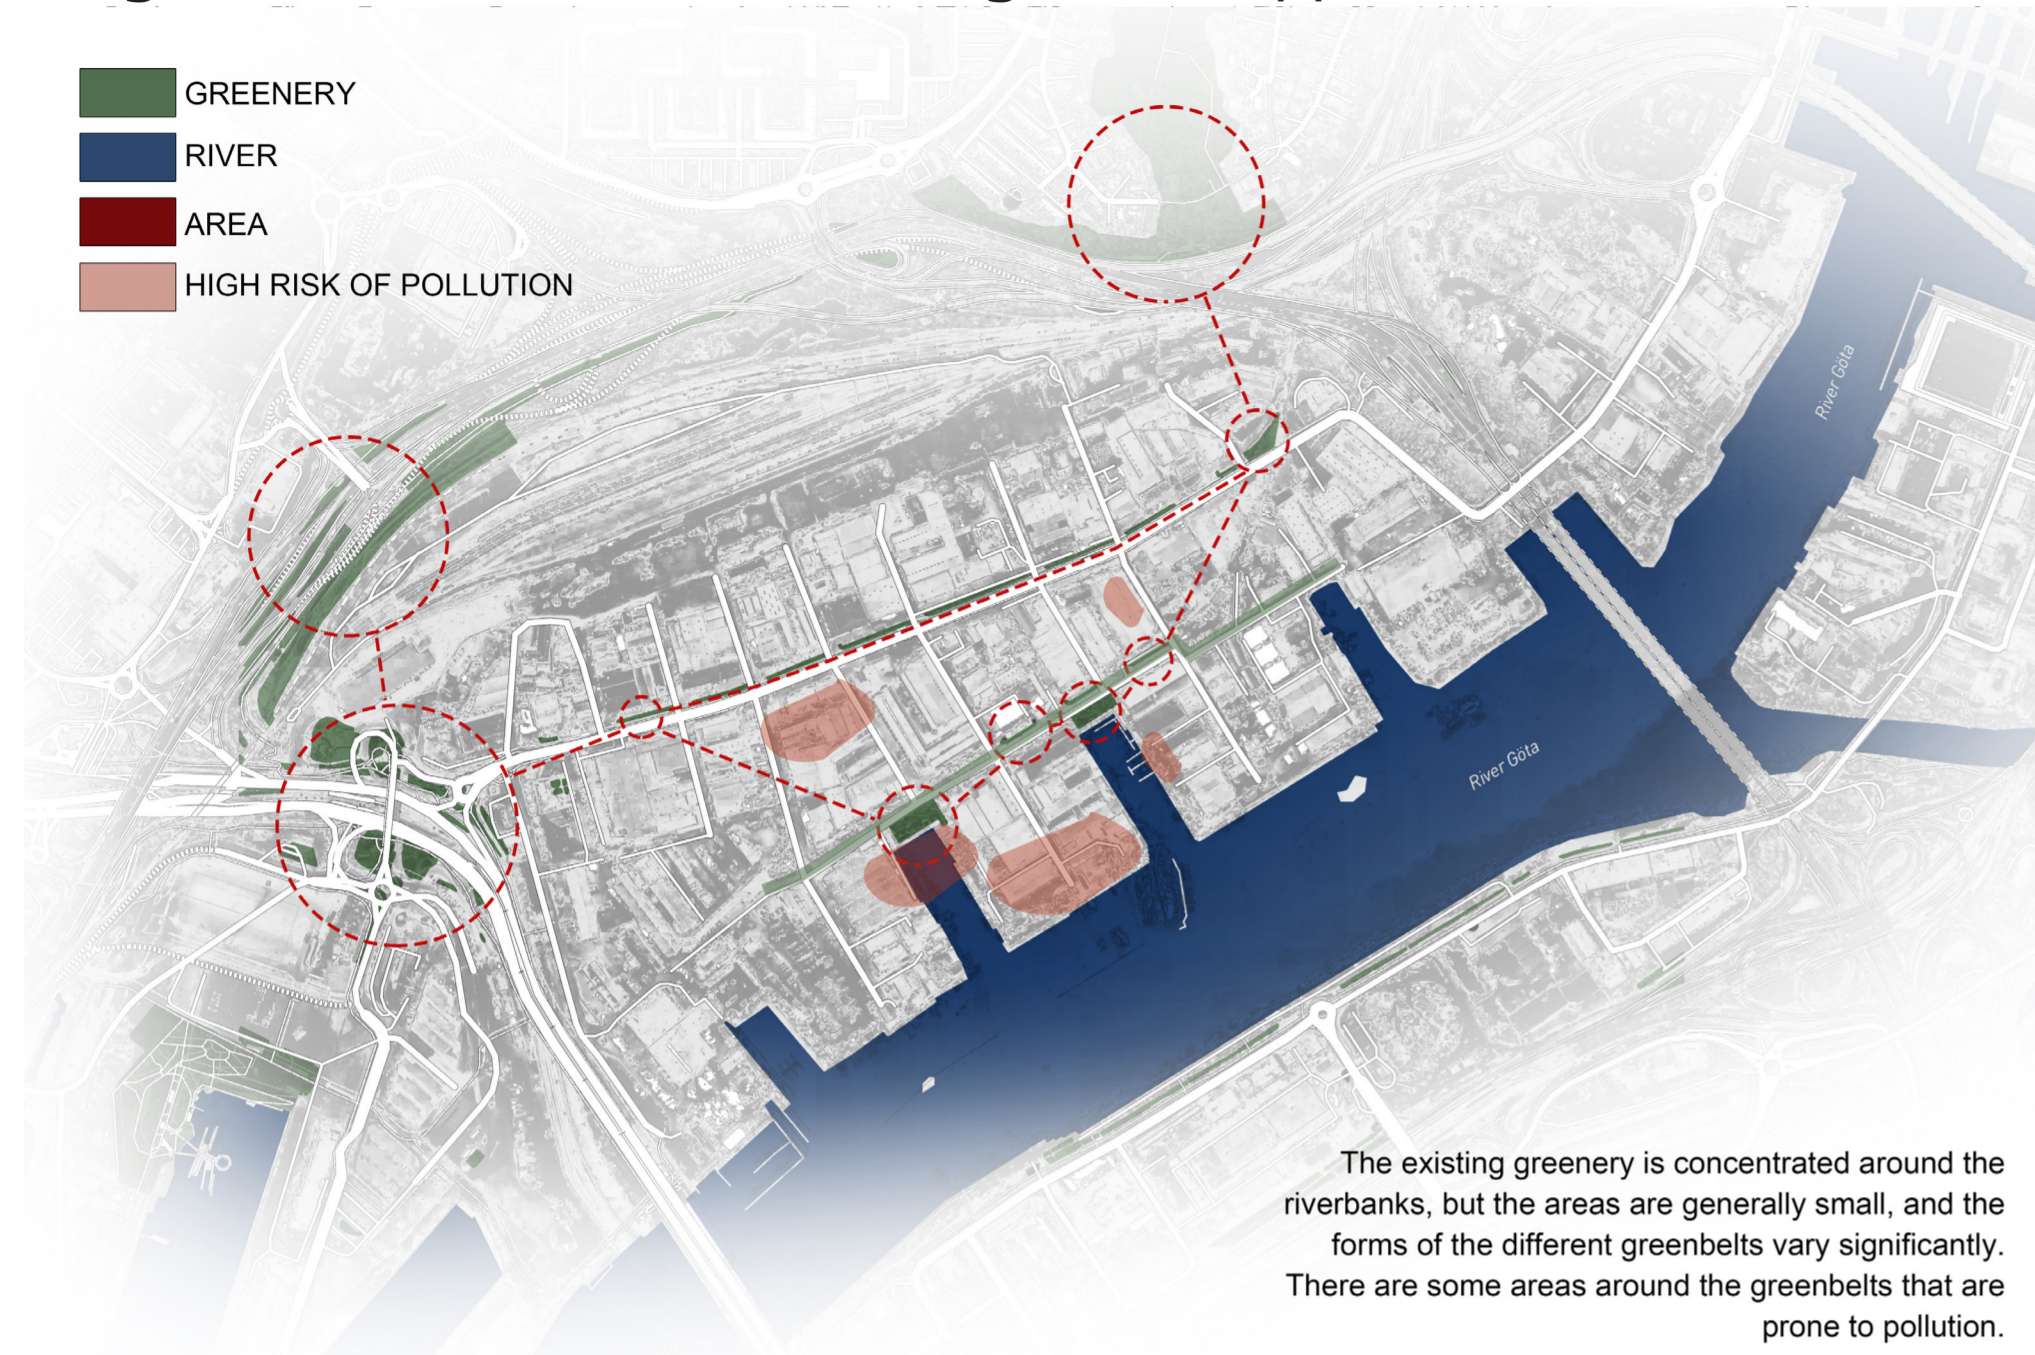 GREENERY
RIVER
AREA
HIGH RISK OF POLLUTION
River Göta
River Göta
The existing greenery is concentrated around the
riverbanks, but the areas are generally small, and the
forms of the different greenbelts vary significantly.
There are some areas around the greenbelts that are
prone to pollution.